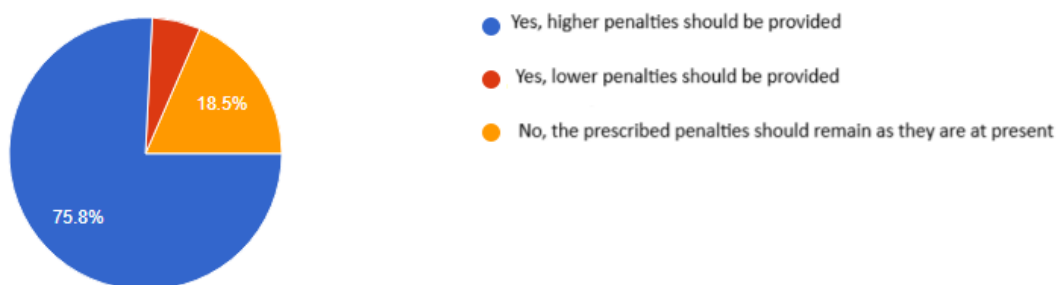 Yes, higher penalties should be provided
Yes, lower penalties should be provided
18.5%
No, the prescribed penalties should remain as they are at present
75.8%